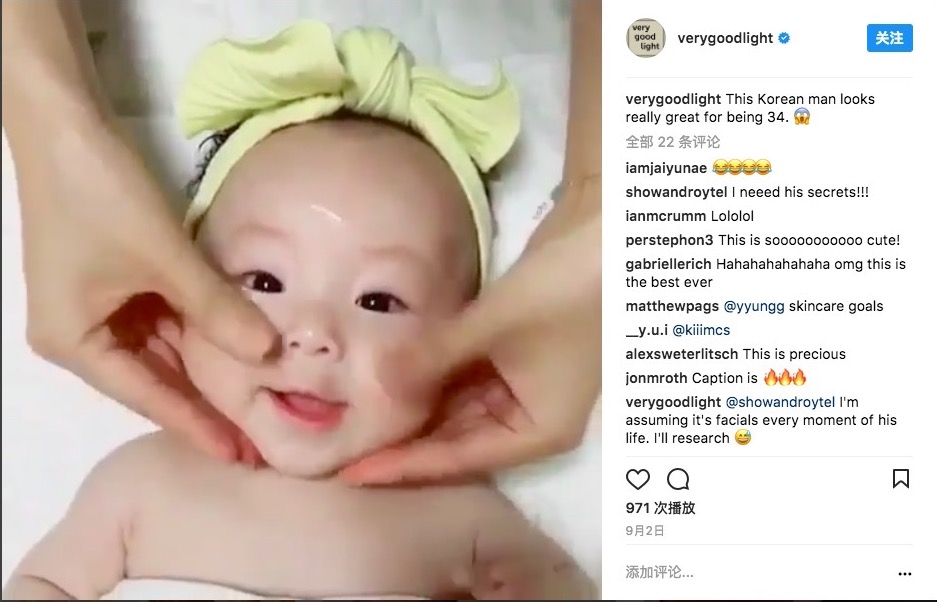 very
good
light
verygoodlight
关注
verygoodlight This Korean man looks
really great for being 34. 😱
全部 22 条评论
iamjaiyunae 😂😂😂😂
showandroytel I neeed his secrets!!!
ianmcrumm Lololol
perstephon3 This is sooooooooooo cute!
gabriellerich Hahahahahahaha omg this is
the best ever
matthewpags @yyungg skincare goals
__y.u.i @kiiimcs
alexsweterlitsch This is precious
jonmroth Caption is 🔥🔥🔥
verygoodlight @showandroytel I'm
assuming it's facials every moment of his
life. I'll research 😅
971 次播放
9月2日
添加评论...